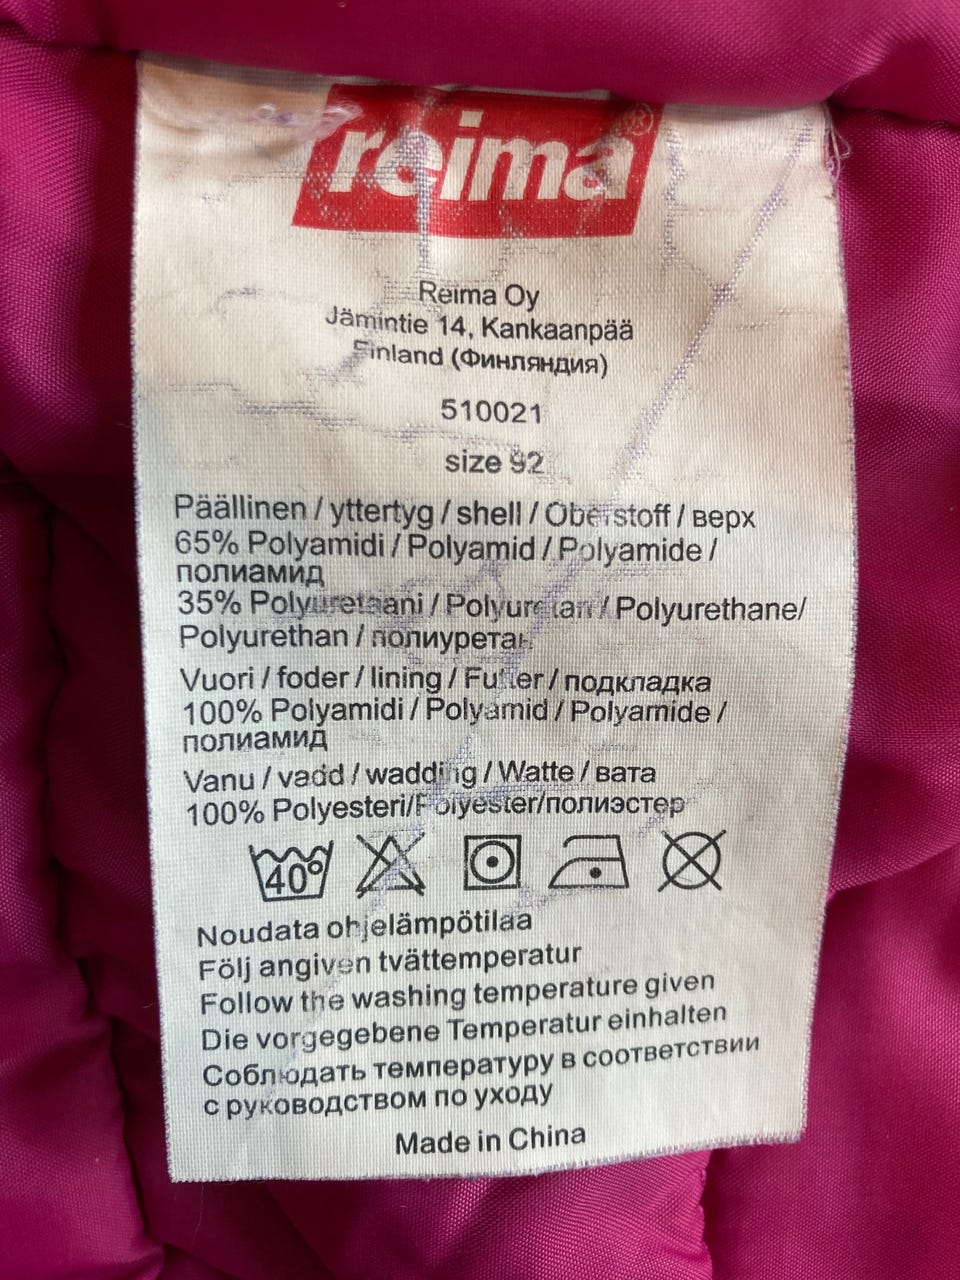 reima®
Reima Oy
Jämintie 14, Kankaanpää
Finland (Финляндия)
510021
size 92
Päällinen / yttertyg / shell / Oberstoff / верх
65% Polyamidi / Polyamid / Polyamide /
полиамид
35% Polyuretaani / Polyuretan / Polyurethane/
Polyurethan / полиуретан
Vuori / foder / lining / Futter / подкладка
100% Polyamidi / Polyamid / Polyamide /
полиамид
Vanu / vadd / wadding / Watte / вата
100% Polyesteri/Polyester/полиэстер
40°
Noudata ohjelämpötilaa
Följ angiven tvättemperatur
Follow the washing temperature given
Die vorgegebene Temperatur einhalten
Соблюдать температуру в соответствии
с руководством по уходу
Made in China